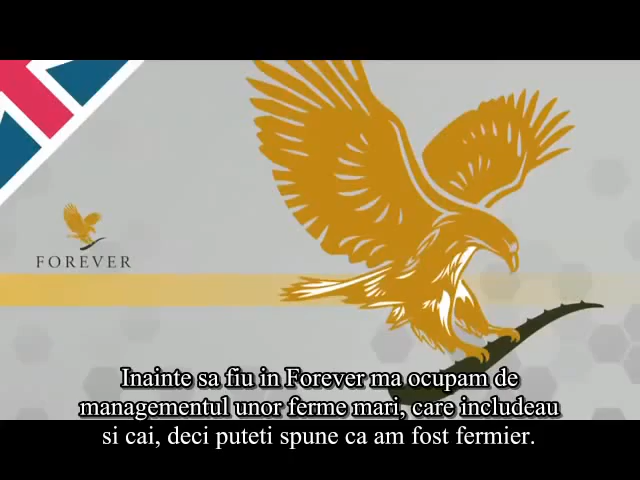 FOREVER
Inainte sa fiu in Forever ma ocupam de
managementul unor ferme mari, care includeau
si cai, deci puteti spune ca am fost fermier.